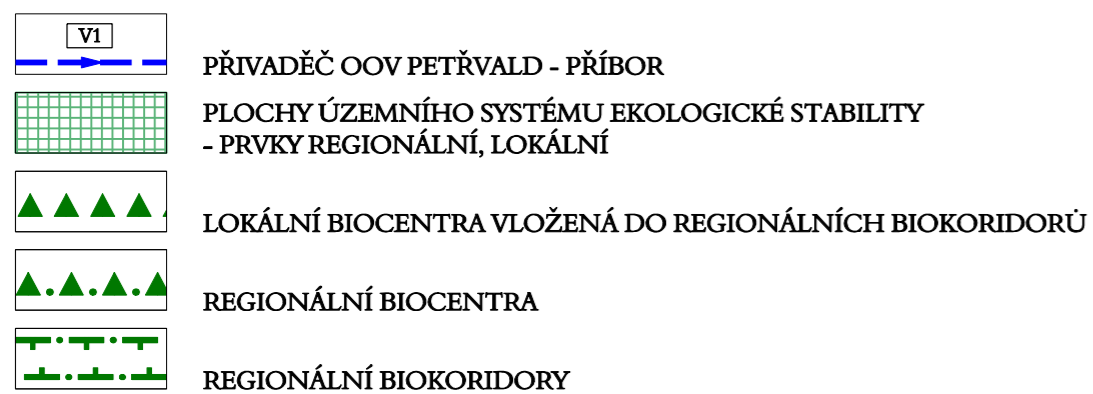 V1
PŘIVADĚČ OOV PETŘVALD - PŘÍBOR
PLOCHY ÚZEMNÍHO SYSTÉMU EKOLOGICKÉ STABILITY
- PRVKY REGIONÁLNÍ, LOKÁLNÍ
LOKÁLNÍ BIOCENTRA VLOŽENÁ DO REGIONÁLNÍCH BIOKORIDORŮ
REGIONÁLNÍ BIOCENTRA
REGIONÁLNÍ BIOKORIDORY